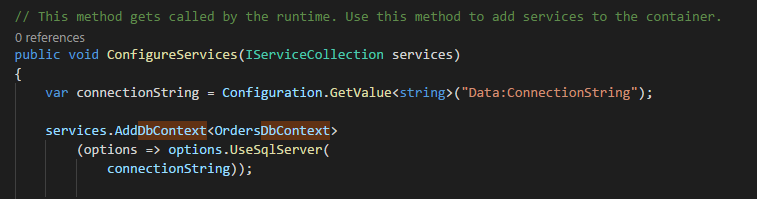 // This method gets called by the runtime. Use this method to add services to the container.
0 references
public void ConfigureServices(IServiceCollection services)
{
var connectionString = Configuration.GetValue<string>("Data:ConnectionString");
services.AddDbContext<OrdersDbContext>
(options => options.UseSqlServer(
connectionString));